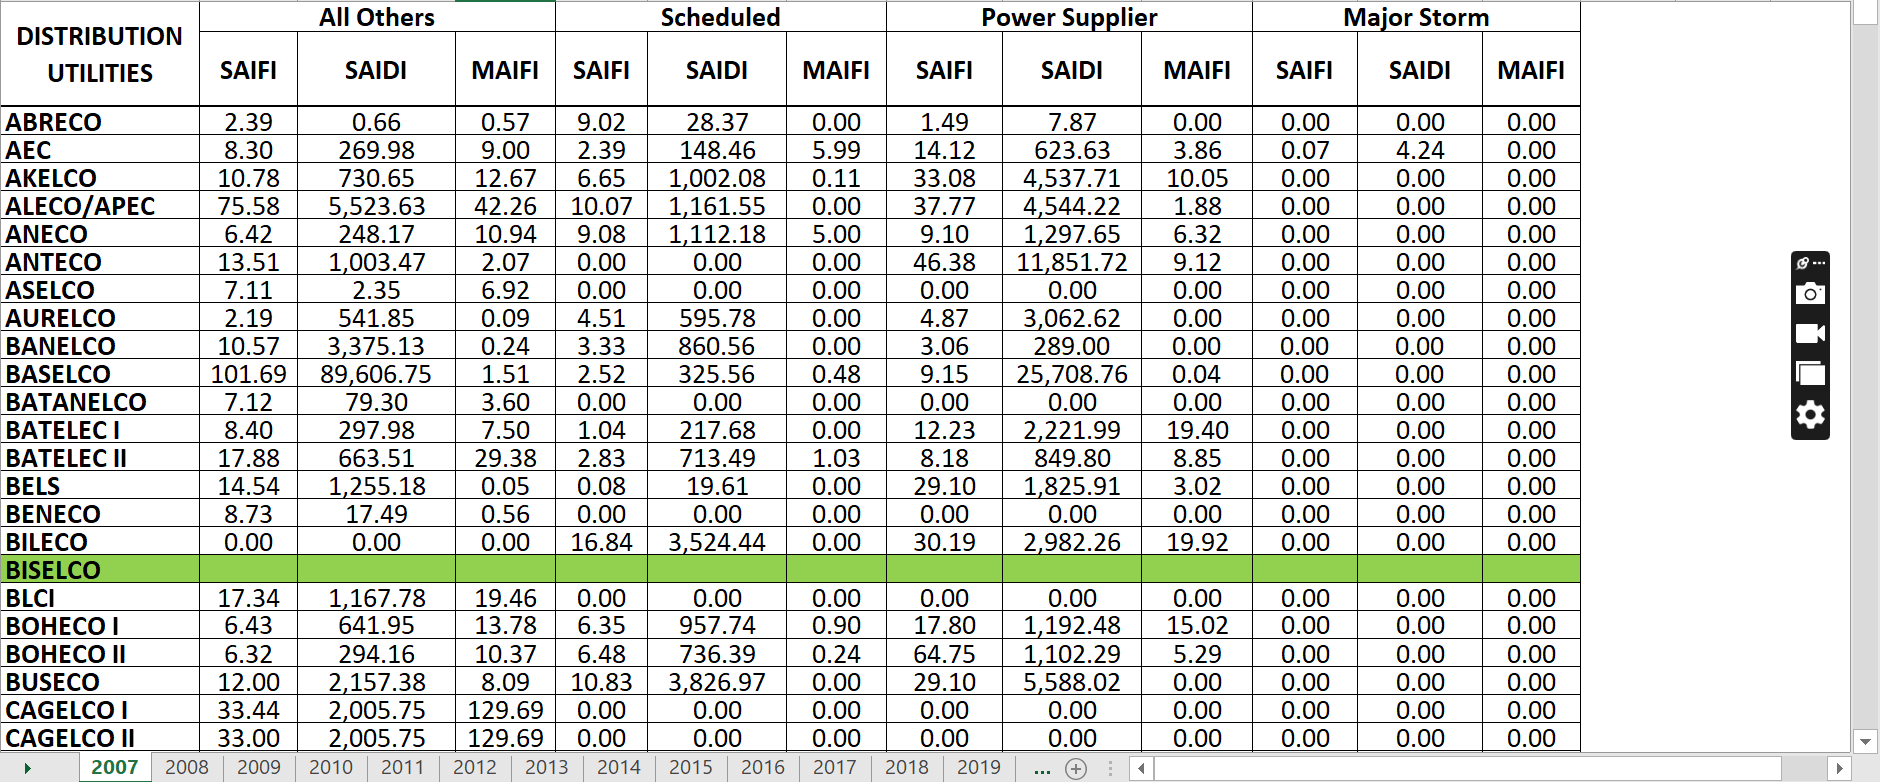 DISTRIBUTION UTILITIES All Others Scheduled Power Supplier Major Storm
SAIFI SAIDI MAIFI SAIFI SAIDI MAIFI SAIFI SAIDI MAIFI SAIFI SAIDI MAIFI
ABRECO 2.39 0.66 0.57 9.02 28.37 0.00 1.49 7.87 0.00 0.00 0.00 0.00
AEC 8.30 269.98 9.00 2.39 148.46 5.99 14.12 623.63 3.86 0.07 4.24 0.00
AKELCO 10.78 730.65 12.67 6.65 1,002.08 0.11 33.08 4,537.71 10.05 0.00 0.00 0.00
ALECO/APEC 75.58 5,523.63 42.26 10.07 1,161.55 0.00 37.77 4,544.22 1.88 0.00 0.00 0.00
ANECO 6.42 248.17 10.94 9.08 1,112.18 5.00 9.10 1,297.65 6.32 0.00 0.00 0.00
ANTECO 13.51 1,003.47 2.07 0.00 0.00 0.00 46.38 11,851.72 9.12 0.00 0.00 0.00
ASELCO 7.11 2.35 6.92 0.00 0.00 0.00 0.00 0.00 0.00 0.00 0.00 0.00
AURELCO 2.19 541.85 0.09 4.51 595.78 0.00 4.87 3,062.62 0.00 0.00 0.00 0.00
BANELCO 10.57 3,375.13 0.24 3.33 860.56 0.00 3.06 289.00 0.00 0.00 0.00 0.00
BASELCO 101.69 89,606.75 1.51 2.52 325.56 0.48 9.15 25,708.76 0.04 0.00 0.00 0.00
BATANELCO 7.12 79.30 3.60 0.00 0.00 0.00 0.00 0.00 0.00 0.00 0.00 0.00
BATELEC I 8.40 297.98 7.50 1.04 217.68 0.00 12.23 2,221.99 19.40 0.00 0.00 0.00
BATELEC II 17.88 663.51 29.38 2.83 713.49 1.03 8.18 849.80 8.85 0.00 0.00 0.00
BELS 14.54 1,255.18 0.05 0.08 19.61 0.00 29.10 1,825.91 3.02 0.00 0.00 0.00
BENECO 8.73 17.49 0.56 0.00 0.00 0.00 0.00 0.00 0.00 0.00 0.00 0.00
BILECO 0.00 0.00 0.00 16.84 3,524.44 0.00 30.19 2,982.26 19.92 0.00 0.00 0.00
BISELCO
BLCI 17.34 1,167.78 19.46 0.00 0.00 0.00 0.00 0.00 0.00 0.00 0.00 0.00
BOHECO I 6.43 641.95 13.78 6.35 957.74 0.90 17.80 1,192.48 15.02 0.00 0.00 0.00
BOHECO II 6.32 294.16 10.37 6.48 736.39 0.24 64.75 1,102.29 5.29 0.00 0.00 0.00
BUSECO 12.00 2,157.38 8.09 10.83 3,826.97 0.00 29.10 5,588.02 0.00 0.00 0.00 0.00
CAGELCO I 33.44 2,005.75 129.69 0.00 0.00 0.00 0.00 0.00 0.00 0.00 0.00 0.00
CAGELCO II 33.00 2,005.75 129.69 0.00 0.00 0.00 0.00 0.00 0.00 0.00 0.00 0.00
2007 2008 2009 2010 2011 2012 2013 2014 2015 2016 2017 2018 2019 ...